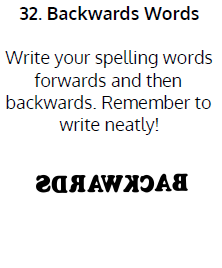 32. Backwards Words
Write your spelling words
forwards and then
backwards. Remember to
write neatly!
BACKWARDS